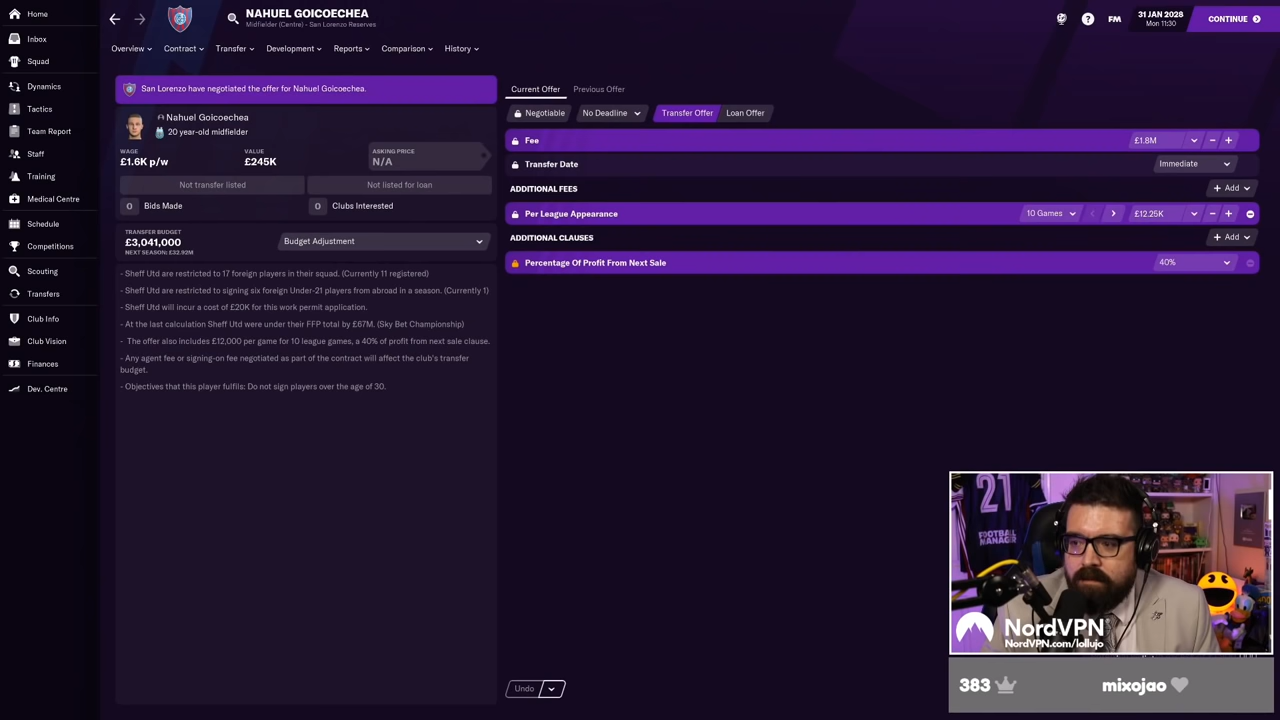 Home
NAHUEL GOICOECHEA
Midfielder (Centre) - San Lorenzo Reserves
31 JAN 2028
Mon 11:30
CONTINUE
FM
Inbox
Squad
Dynamics
Tactics
Team Report
Staff
Training
Medical Centre
Schedule
Competitions
Scouting
Transfers
Club Info
Club Vision
Finances
Dev. Centre
Overview
Contract
Transfer
Development
Reports
Comparison
History
San Lorenzo have negotiated the offer for Nahuel Goicoechea.
Nahuel Goicoechea
20 year-old midfielder
WAGE
£1.6K p/w
VALUE
£245K
ASKING PRICE
N/A
Not transfer listed
Not listed for loan
0 Bids Made
0 Clubs Interested
TRANSFER BUDGET
£3,041,000
NEXT SEASON: £32.92M
Budget Adjustment
- Sheff Utd are restricted to 17 foreign players in their squad. (Currently 11 registered)
- Sheff Utd are restricted to signing six foreign Under-21 players from abroad in a season. (Currently 1)
- Sheff Utd will incur a cost of £20K for this work permit application.
- At the last calculation Sheff Utd were under their FFP total by £67M. (Sky Bet Championship)
- The offer also includes £12,000 per game for 10 league games, a 40% of profit from next sale clause.
- Any agent fee or signing-on fee negotiated as part of the contract will affect the club's transfer
budget.
- Objectives that this player fulfils: Do not sign players over the age of 30.
Current Offer
Previous Offer
Negotiable
No Deadline
Transfer Offer
Loan Offer
Fee
£1.8M
Transfer Date
Immediate
ADDITIONAL FEES
+ Add
Per League Appearance
10 Games
£12.25K
ADDITIONAL CLAUSES
+ Add
Percentage Of Profit From Next Sale
40%
Undo
21
FOOTBALL
MANAGER
NordVPN
NordVPN.com/lollujo
383
mixojao